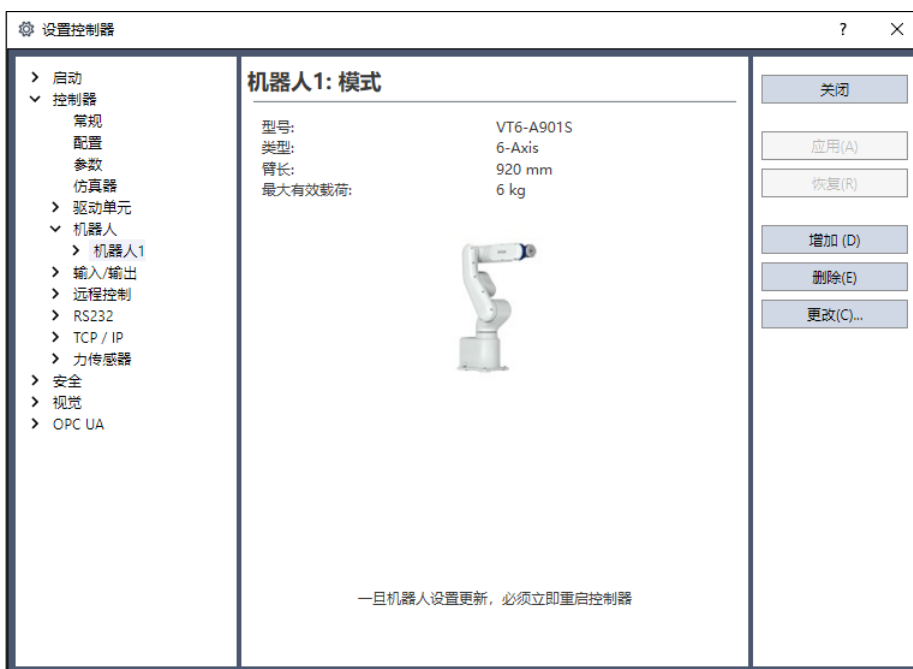 设置控制器
?
启动
控制器
常规
配置
参数
仿真器
驱动单元
机器人
机器人1
输入/输出
远程控制
RS232
TCP / IP
力传感器
安全
视觉
OPC UA
机器人1: 模式
型号: VT6-A901S
类型: 6-Axis
臂长: 920 mm
最大有效载荷: 6 kg
一旦机器人设置更新，必须立即重启控制器
关闭
应用(A)
恢复(R)
增加 (D)
删除(E)
更改(C)...